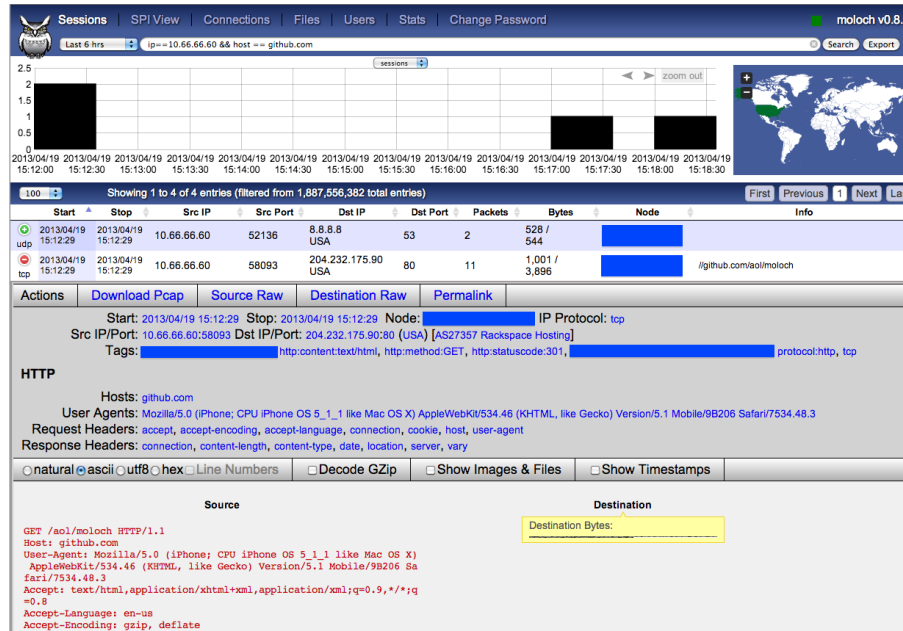 Sessions SPI View Connections Files Users Stats Change Password moloch v0.8.
Last 6 hrs ip==10.66.66.60 && host == github.com Search Export
sessions
zoom out
+
−
2.5
2
1.5
1
0.5
0
2013/04/19 2013/04/19 2013/04/19 2013/04/19 2013/04/19 2013/04/19 2013/04/19 2013/04/19 2013/04/19 2013/04/19 2013/04/19 2013/04/19 2013/04/19 2013/04/19
15:12:00 15:12:30 15:13:00 15:13:30 15:14:00 15:14:30 15:15:00 15:15:30 15:16:00 15:16:30 15:17:00 15:17:30 15:18:00 15:18:30
100 Showing 1 to 4 of 4 entries (filtered from 1,887,556,382 total entries) First Previous 1 Next La
Start Stop Src IP Src Port Dst IP Dst Port Packets Bytes Node Info
udp 2013/04/19 15:12:29 2013/04/19 15:12:29 10.66.66.60 52136 8.8.8.8 USA 53 2 528 / 544
tcp 2013/04/19 15:12:29 2013/04/19 15:12:29 10.66.66.60 58093 204.232.175.90 USA 80 11 1,001 / 3,896 //github.com/aol/moloch
Actions Download Pcap Source Raw Destination Raw Permalink
Start: 2013/04/19 15:12:29 Stop: 2013/04/19 15:12:29 Node: IP Protocol: tcp
Src IP/Port: 10.66.66.60:58093 Dst IP/Port: 204.232.175.90:80 (USA) [AS27357 Rackspace Hosting]
Tags: http:content:text/html, http:method:GET, http:statuscode:301, protocol:http, tcp
HTTP
Hosts: github.com
User Agents: Mozilla/5.0 (iPhone; CPU iPhone OS 5_1_1 like Mac OS X) AppleWebKit/534.46 (KHTML, like Gecko) Version/5.1 Mobile/9B206 Safari/7534.48.3
Request Headers: accept, accept-encoding, accept-language, connection, cookie, host, user-agent
Response Headers: connection, content-length, content-type, date, location, server, vary
natural ascii utf8 hex Line Numbers Decode GZip Show Images & Files Show Timestamps
Source Destination
Destination Bytes:
GET /aol/moloch HTTP/1.1
Host: github.com
User-Agent: Mozilla/5.0 (iPhone; CPU iPhone OS 5_1_1 like Mac OS X)
AppleWebKit/534.46 (KHTML, like Gecko) Version/5.1 Mobile/9B206 Sa
fari/7534.48.3
Accept: text/html,application/xhtml+xml,application/xml;q=0.9,*/*;q
=0.8
Accept-Language: en-us
Accept-Encoding: gzip, deflate